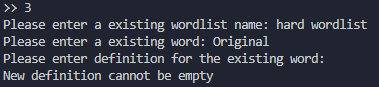 >> 3
Please enter a existing wordlist name: hard wordlist
Please enter a existing word: Original
Please enter definition for the existing word:
New definition cannot be empty